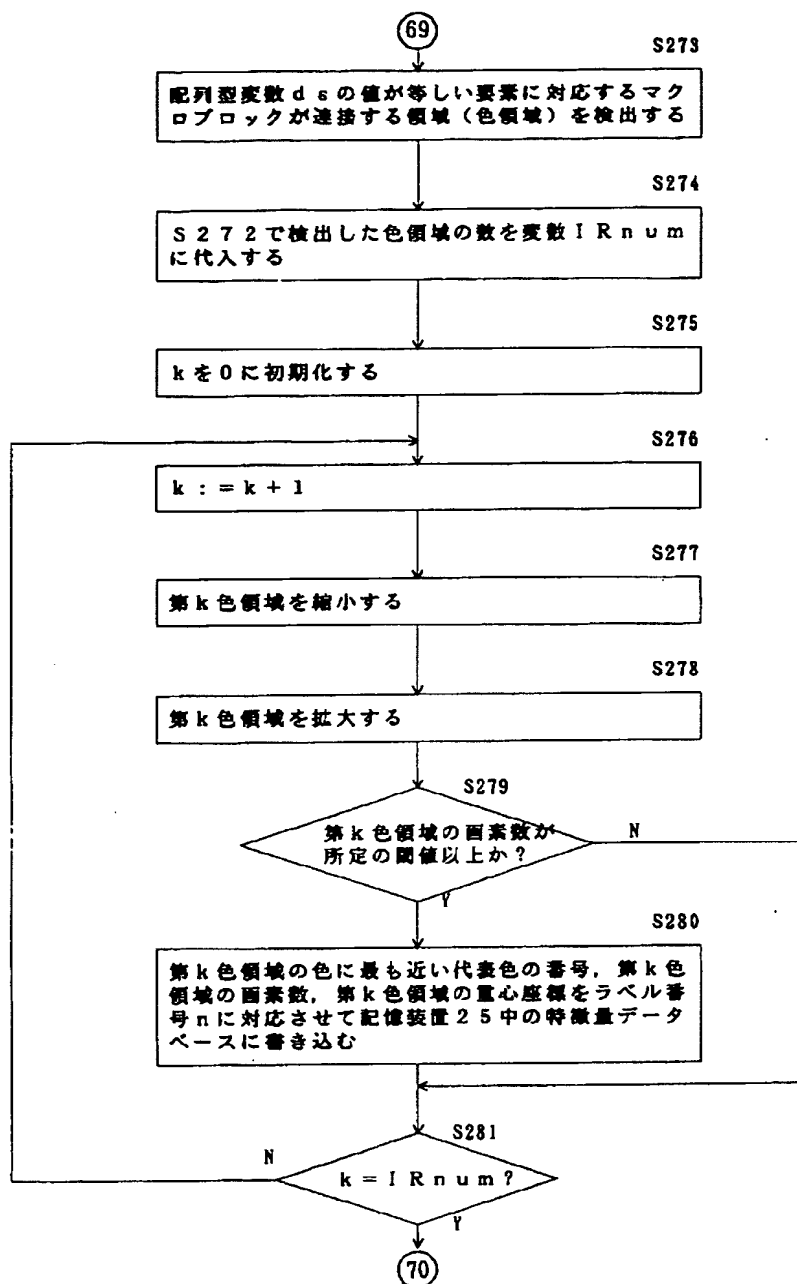 69
S273
配列型変数dsの値が等しい要素に対応するマク
ロブロックが連接する領域（色領域）を検出する
S274
S272で検出した色領域の数を変数IRnum
に代入する
S275
kを0に初期化する
S276
k:=k+1
S277
第k色領域を縮小する
S278
第k色領域を拡大する
S279
第k色領域の画素数が
所定の閾値以上か？
N
Y
S280
第k色領域の色に最も近い代表色の番号，第k色
領域の画素数，第k色領域の重心座標をラベル番
号nに対応させて記憶装置25中の特徴量データ
ベースに書き込む
S281
N
k=IRnum?
Y
70